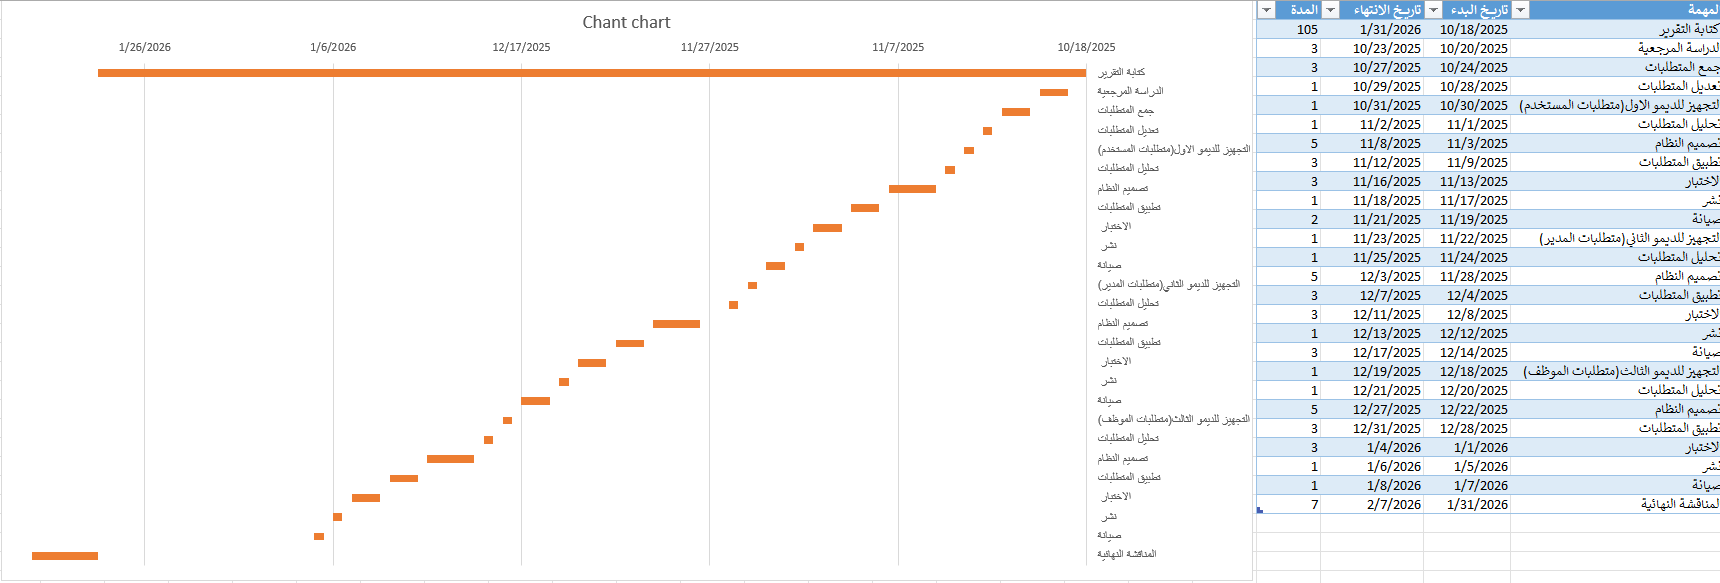 Chant chart
1/26/2026 1/6/2026 12/17/2025 11/27/2025 11/7/2025 10/18/2025
كتابة التقرير
الدراسة المرجعية
جمع المتطلبات
تعديل المتطلبات
التجهيز للديمو الاول(متطلبات المستخدم)
تحليل المتطلبات
تصميم النظام
تطبيق المتطلبات
الاختبار
نشر
صيانة
التجهيز للديمو الثاني(متطلبات المدير)
تحليل المتطلبات
تصميم النظام
تطبيق المتطلبات
الاختبار
نشر
صيانة
التجهيز للديمو الثالث(متطلبات الموظف)
تحليل المتطلبات
تصميم النظام
تطبيق المتطلبات
الاختبار
نشر
صيانة
المناقشة النهائية
المهمة تاريخ البدء تاريخ الانتهاء المدة
كتابة التقرير 10/18/2025 1/31/2026 105
الدراسة المرجعية 10/20/2025 10/23/2025 3
جمع المتطلبات 10/24/2025 10/27/2025 3
تعديل المتطلبات 10/28/2025 10/29/2025 1
التجهيز للديمو الاول(متطلبات المستخدم) 10/30/2025 10/31/2025 1
تحليل المتطلبات 11/1/2025 11/2/2025 1
تصميم النظام 11/3/2025 11/8/2025 5
تطبيق المتطلبات 11/9/2025 11/12/2025 3
الاختبار 11/13/2025 11/16/2025 3
نشر 11/17/2025 11/18/2025 1
صيانة 11/19/2025 11/21/2025 2
التجهيز للديمو الثاني(متطلبات المدير) 11/22/2025 11/23/2025 1
تحليل المتطلبات 11/24/2025 11/25/2025 1
تصميم النظام 11/28/2025 12/3/2025 5
تطبيق المتطلبات 12/4/2025 12/7/2025 3
الاختبار 12/8/2025 12/11/2025 3
نشر 12/12/2025 12/13/2025 1
صيانة 12/14/2025 12/17/2025 3
التجهيز للديمو الثالث(متطلبات الموظف) 12/18/2025 12/19/2025 1
تحليل المتطلبات 12/20/2025 12/21/2025 1
تصميم النظام 12/22/2025 12/27/2025 5
تطبيق المتطلبات 12/28/2025 12/31/2025 3
الاختبار 1/1/2026 1/4/2026 3
نشر 1/5/2026 1/6/2026 1
صيانة 1/7/2026 1/8/2026 1
المناقشة النهائية 1/31/2026 2/7/2026 7